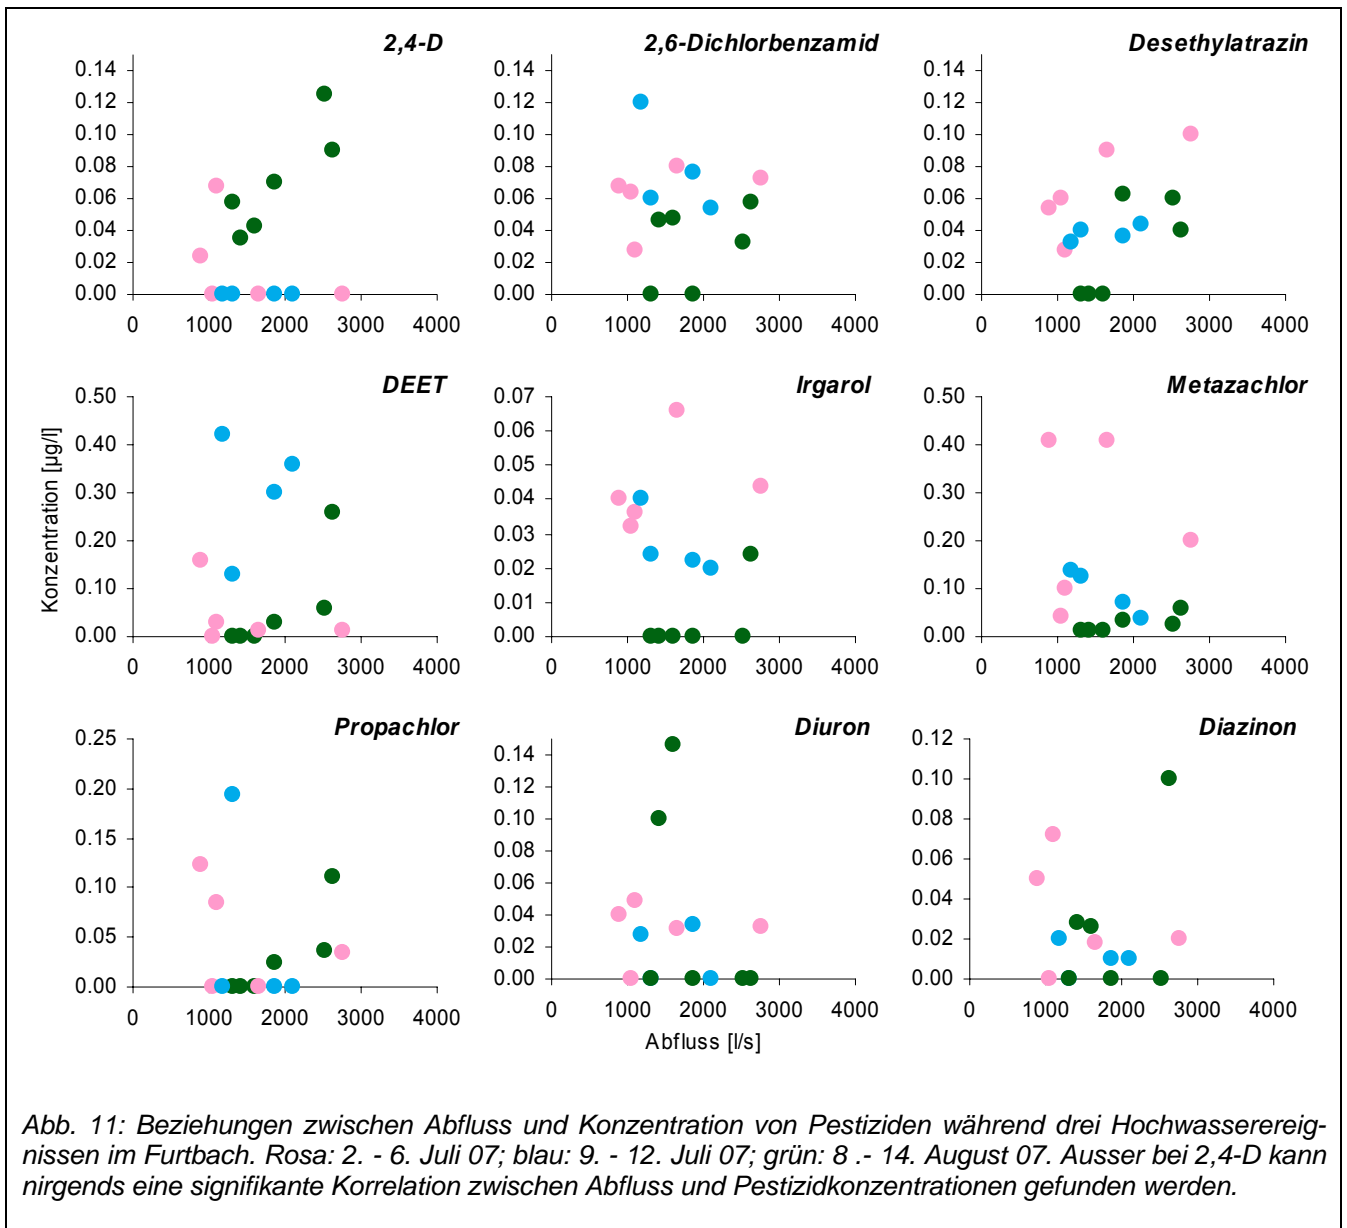 2,4-D
0.14
0.12
0.10
0.08
0.06
0.04
0.02
0.00
0 1000 2000 3000 4000
2,6-Dichlorbenzamid
0.14
0.12
0.10
0.08
0.06
0.04
0.02
0.00
0 1000 2000 3000 4000
Desethylatrazin
0.14
0.12
0.10
0.08
0.06
0.04
0.02
0.00
0 1000 2000 3000 4000
Konzentration [µg/l]
DEET
0.50
0.40
0.30
0.20
0.10
0.00
0 1000 2000 3000 4000
Irgarol
0.07
0.06
0.05
0.04
0.03
0.02
0.01
0.00
0 1000 2000 3000 4000
Metazachlor
0.50
0.40
0.30
0.20
0.10
0.00
0 1000 2000 3000 4000
Propachlor
0.25
0.20
0.15
0.10
0.05
0.00
0 1000 2000 3000 4000
Diuron
0.14
0.12
0.10
0.08
0.06
0.04
0.02
0.00
0 1000 2000 3000 4000
Diazinon
0.12
0.10
0.08
0.06
0.04
0.02
0.00
0 1000 2000 3000 4000
Abfluss [l/s]
Abb. 11: Beziehungen zwischen Abfluss und Konzentration von Pestiziden während drei Hochwasserereig-
nissen im Furtbach. Rosa: 2. - 6. Juli 07; blau: 9. - 12. Juli 07; grün: 8 .- 14. August 07. Ausser bei 2,4-D kann
nirgends eine signifikante Korrelation zwischen Abfluss und Pestizidkonzentrationen gefunden werden.